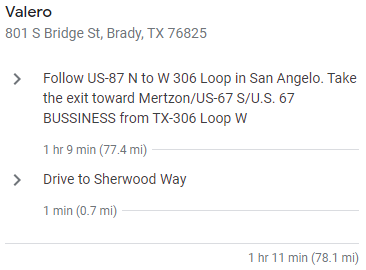 Valero
801 S Bridge St, Brady, TX 76825
Follow US-87 N to W 306 Loop in San Angelo. Take
the exit toward Mertzon/US-67 S/U.S. 67
BUSSINESS from TX-306 Loop W
1 hr 9 min (77.4 mi)
Drive to Sherwood Way
1 min (0.7 mi)
1 hr 11 min (78.1 mi)